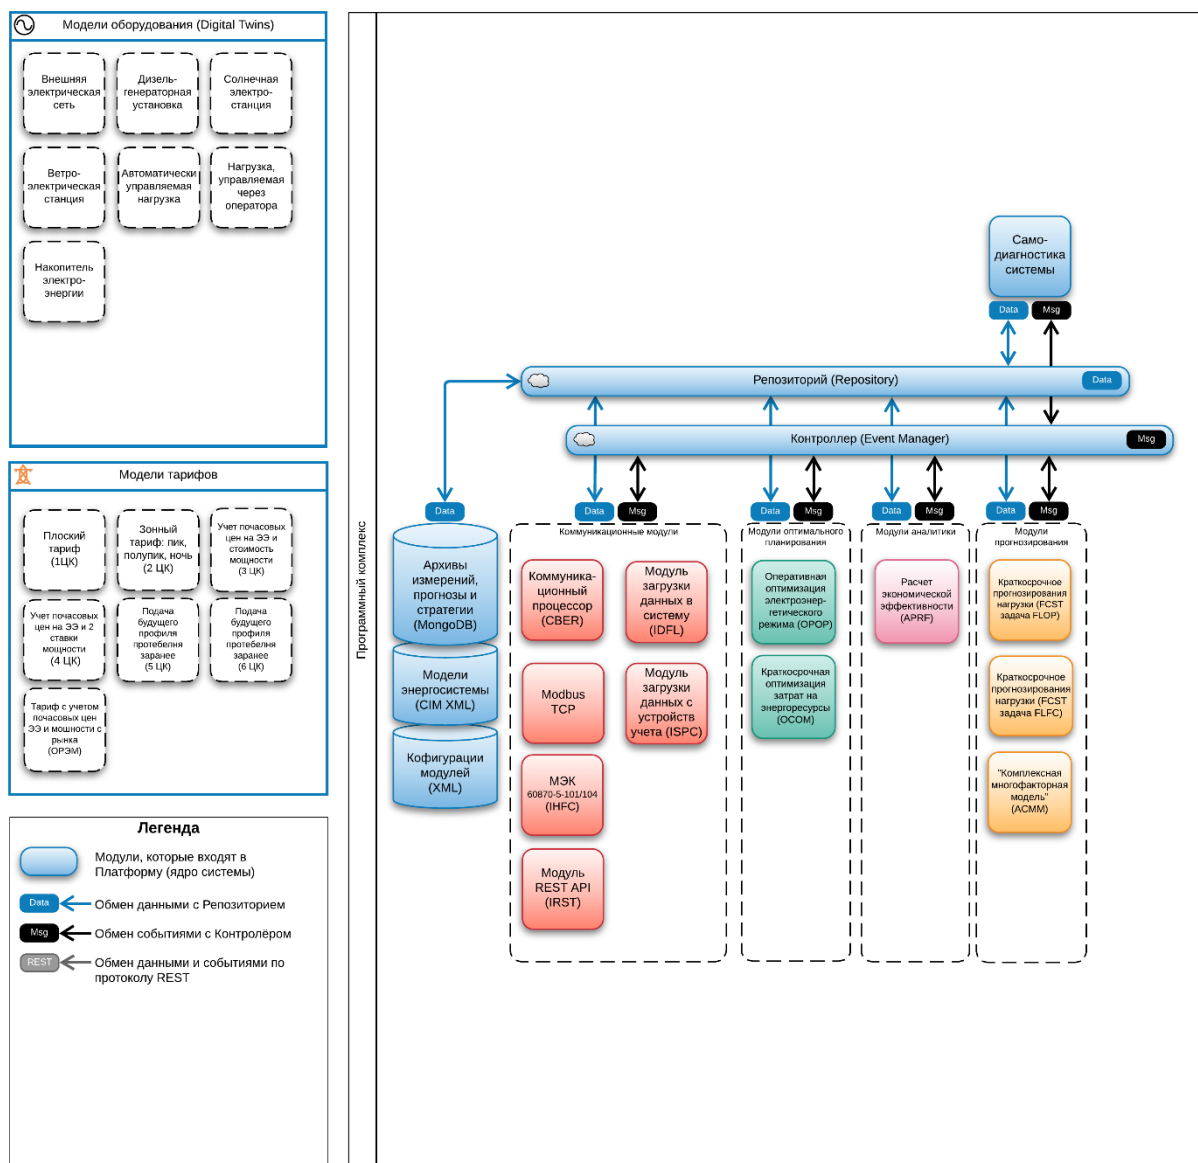 Модели оборудования (Digital Twins)
Внешняя
электрическая
сеть
Дизель-
генераторная
установка
Солнечная
электро-
станция
Ветро-
электрическая
станция
Автоматически
управляемая
нагрузка
Нагрузка,
управляемая
через
оператора
Накопитель
электро-
энергии
Модели тарифов
Плоский
тариф
(1ЦК)
Зонный
тариф: пик,
полупик, ночь
(2 ЦК)
Учет почасовых
цен на ЭЭ и
стоимость
мощности
(3 ЦК)
Учет почасовых
цен на ЭЭ и 2
ставки
мощности
(4 ЦК)
Подача
будущего
профиля
протебелня
заранее
(5 ЦК)
Подача
будущего
профиля
протебелня
заранее
(6 ЦК)
Тариф с учетом
почасовых цен
ЭЭ и мошности с
рынка
(ОРЭМ)
Легенда
Модули, которые входят в
Платформу (ядро системы)
Data
Обмен данными с Репозиторием
Msg
Обмен событиями с Контролёром
REST
Обмен данными и событиями по
протоколу REST
Программный комплекс
Само-
диагностика
системы
Data
Msg
Репозиторий (Repository)
Data
Контроллер (Event Manager)
Msg
Data
Архивы
измерений,
прогнозы и
стратегии
(MongoDB)
Модели
энергосистемы
(CIM XML)
Кофигурации
модулей
(XML)
Data
Msg
Коммуникационные модули
Коммуника-
ционный
процессор
(CBER)
Модуль
загрузки
данных в
систему (IDFL)
Modbus
TCP
Модуль
загрузки
данных с
устройств
учета (ISPC)
МЭК
60870-5-101/104
(IHFC)
Модуль
REST API
(IRST)
Data
Msg
Модули оптимального
планирования
Оперативная
оптимизация
электроэнер-
гетического
режима (OPOP)
Краткосрочная
оптимизация
затрат на
энергоресурсы
(OCOM)
Data
Msg
Модули аналитики
Расчет
экономической
эффективности
(APRF)
Data
Msg
Модули
прогнозирования
Краткосрочное
прогнозирования
нагрузки (FCST
задача FLOP)
Краткосрочное
прогнозирования
нагрузки (FCST
задача FLFC)
"Комплексная
многофакторная
модель"
(ACMM)